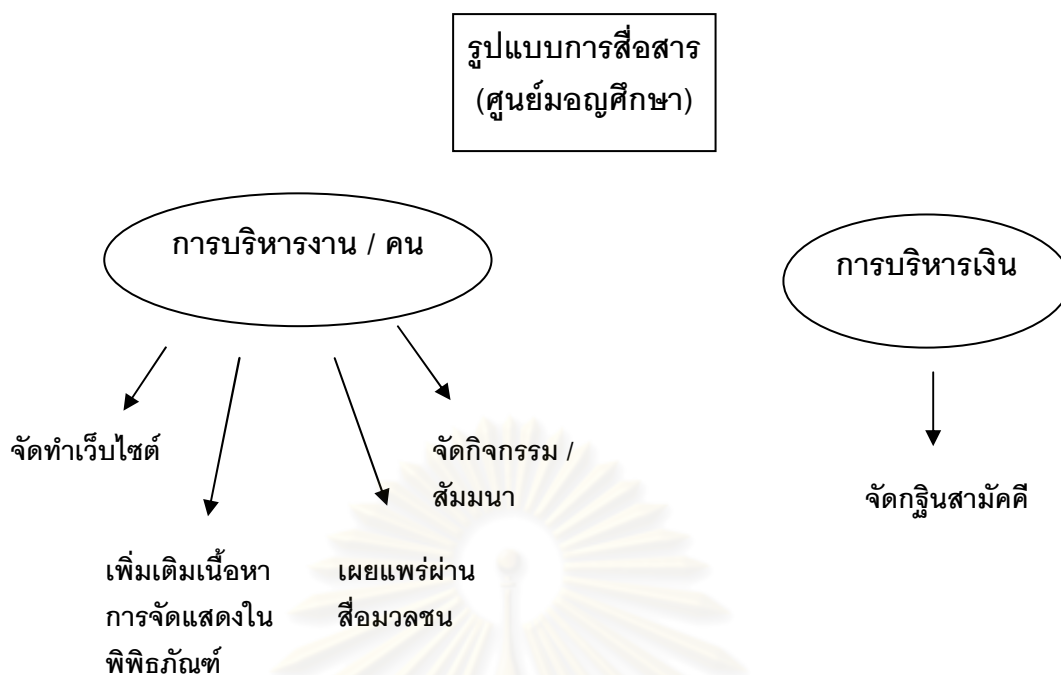 รูปแบบการสื่อสาร
(ศูนย์มอญศึกษา)
การบริหารงาน / คน
การบริหารเงิน
จัดทำเว็บไซต์
จัดกิจกรรม /
สัมมนา
จัดกฐินสามัคคี
เพิ่มเติมเนื้อหา
การจัดแสดงใน
พิพิธภัณฑ์
เผยแพร่ผ่าน
สื่อมวลชน